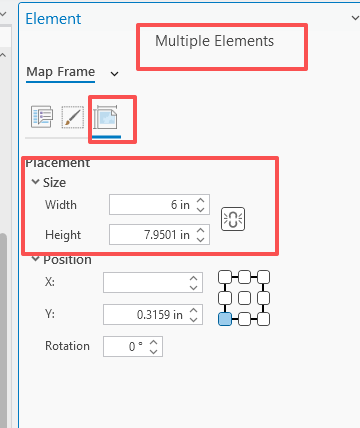 Element
Multiple Elements
Map Frame
Placement
Size
Width 6 in
Height 7.9501 in
Position
X:
Y: 0.3159 in
Rotation 0 °